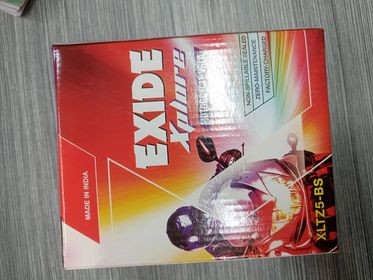 EXIDE
Xplore
NON-SPILLABLE SEALED
ZERO-MAINTENANCE
FACTORY-CHARGED
MADE IN INDIA
XLTZ5-BS